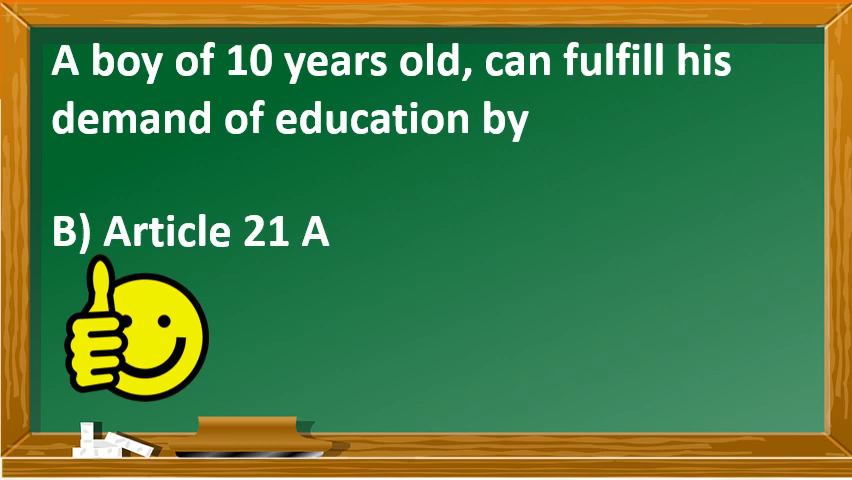 A boy of 10 years old, can fulfill his
demand of education by
B) Article 21 A